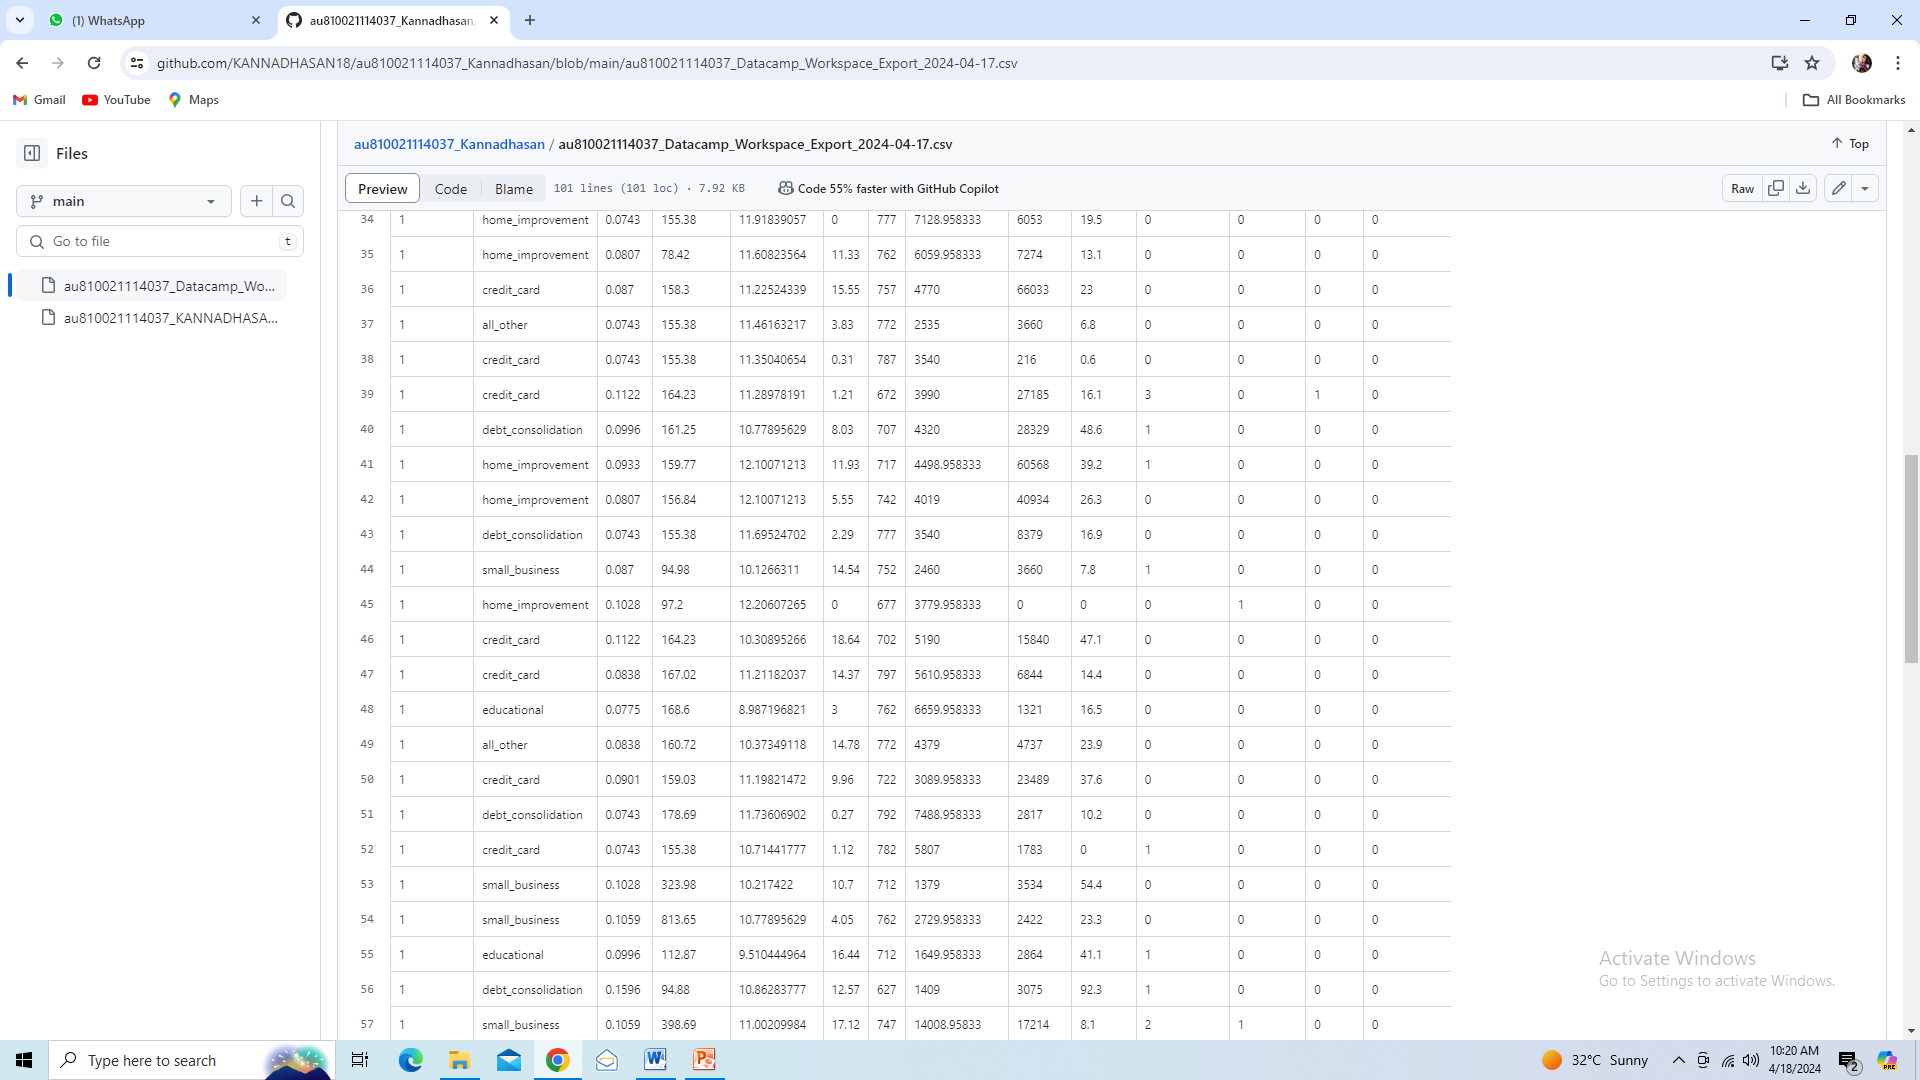 (1) WhatsApp
au810021114037_Kannadhasan
github.com/KANNADHASAN18/au810021114037_Kannadhasan/blob/main/au810021114037_Datacamp_Workspace_Export_2024-04-17.csv
Gmail YouTube Maps All Bookmarks
Files
au810021114037_Kannadhasan / au810021114037_Datacamp_Workspace_Export_2024-04-17.csv Top
main
Preview Code Blame 101 lines (101 loc) · 7.92 KB Code 55% faster with GitHub Copilot Raw
Go to file t
au810021114037_Datacamp_Wo...
au810021114037_KANNADHASA...
34 1 home_improvement 0.0743 155.38 11.91839057 0 777 7128.958333 6053 19.5 0 0 0 0
35 1 home_improvement 0.0807 78.42 11.60823564 11.33 762 6059.958333 7274 13.1 0 0 0 0
36 1 credit_card 0.087 158.3 11.22524339 15.55 757 4770 66033 23 0 0 0 0
37 1 all_other 0.0743 155.38 11.46163217 3.83 772 2535 3660 6.8 0 0 0 0
38 1 credit_card 0.0743 155.38 11.35040654 0.31 787 3540 216 0.6 0 0 0 0
39 1 credit_card 0.1122 164.23 11.28978191 1.21 672 3990 27185 16.1 3 0 1 0
40 1 debt_consolidation 0.0996 161.25 10.77895629 8.03 707 4320 28329 48.6 1 0 0 0
41 1 home_improvement 0.0933 159.77 12.10071213 11.93 717 4498.958333 60568 39.2 1 0 0 0
42 1 home_improvement 0.0807 156.84 12.10071213 5.55 742 4019 40934 26.3 0 0 0 0
43 1 debt_consolidation 0.0743 155.38 11.69524702 2.29 777 3540 8379 16.9 0 0 0 0
44 1 small_business 0.087 94.98 10.1266311 14.54 752 2460 3660 7.8 1 0 0 0
45 1 home_improvement 0.1028 97.2 12.20607265 0 677 3779.958333 0 0 0 1 0 0
46 1 credit_card 0.1122 164.23 10.30895266 18.64 702 5190 15840 47.1 0 0 0 0
47 1 credit_card 0.0838 167.02 11.21182037 14.37 797 5610.958333 6844 14.4 0 0 0 0
48 1 educational 0.0775 168.6 8.987196821 3 762 6659.958333 1321 16.5 0 0 0 0
49 1 all_other 0.0838 160.72 10.37349118 14.78 772 4379 4737 23.9 0 0 0 0
50 1 credit_card 0.0901 159.03 11.19821472 9.96 722 3089.958333 23489 37.6 0 0 0 0
51 1 debt_consolidation 0.0743 178.69 11.73606902 0.27 792 7488.958333 2817 10.2 0 0 0 0
52 1 credit_card 0.0743 155.38 10.71441777 1.12 782 5807 1783 0 1 0 0 0
53 1 small_business 0.1028 323.98 10.217422 10.7 712 1379 3534 54.4 0 0 0 0
54 1 small_business 0.1059 813.65 10.77895629 4.05 762 2729.958333 2422 23.3 0 0 0 0
55 1 educational 0.0996 112.87 9.510444964 16.44 712 1649.958333 2864 41.1 1 0 0 0
56 1 debt_consolidation 0.1596 94.88 10.86283777 12.57 627 1409 3075 92.3 1 0 0 0
57 1 small_business 0.1059 398.69 11.00209984 17.12 747 14008.95833 17214 8.1 2 1 0 0
Activate Windows
Go to Settings to activate Windows.
Type here to search
32°C Sunny
10:20 AM
4/18/2024
2
PRE